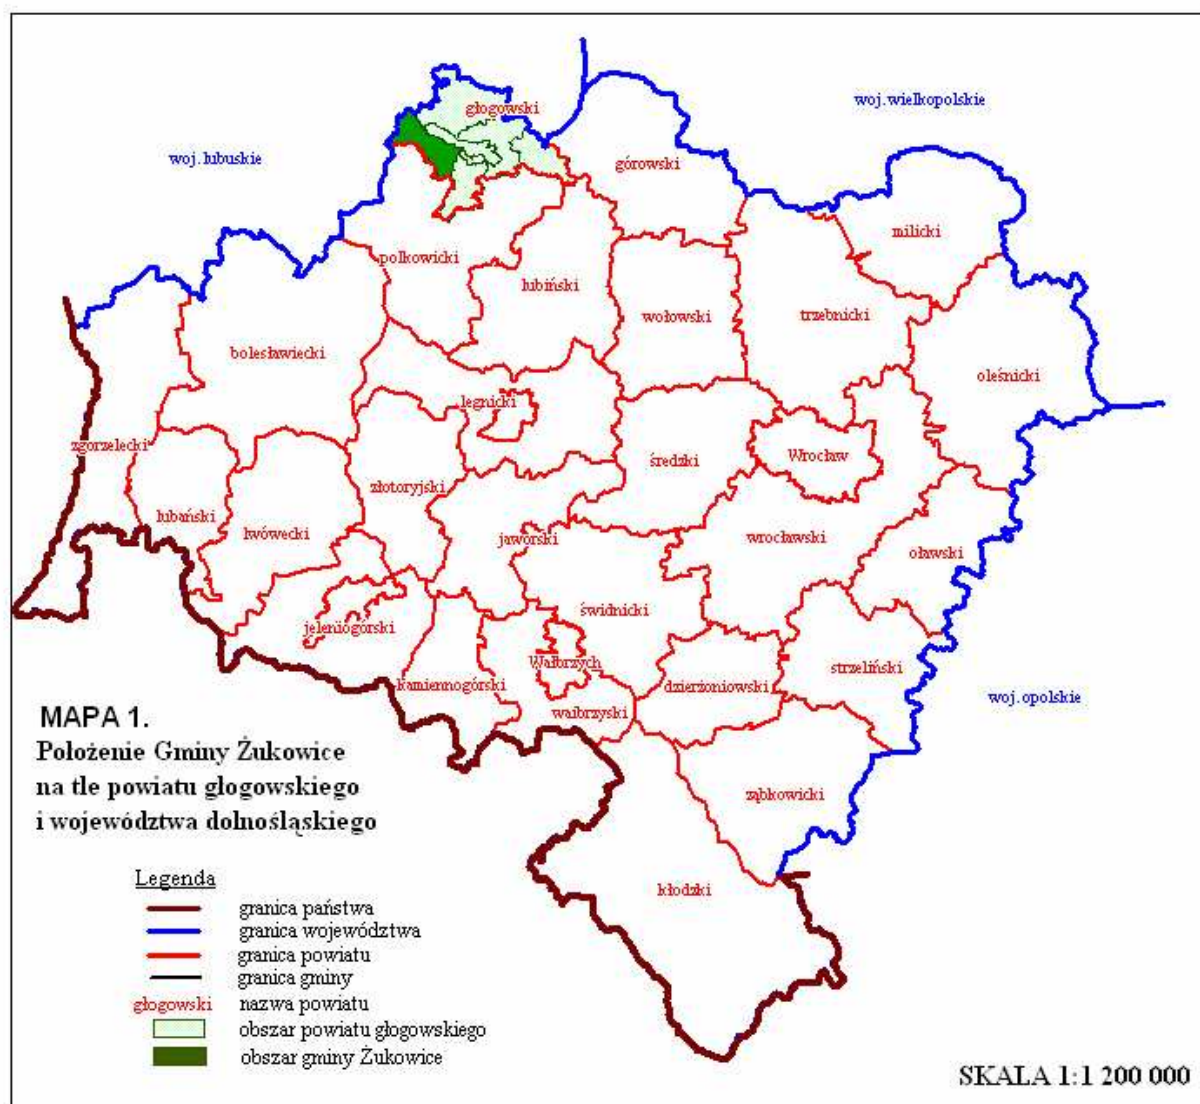 woj.wielkopolskie
głogowski
woj.lubuskie
górowski
milicki
polkowicki
lubiński
wołowski
trzebnicki
bolesławiecki
oleśnicki
legnicki
zgorzelecki
Wrocław
średzki
złotoryjski
lubański
lwówecki
jaworski
wrocławski
oławski
świdnicki
jeleniogórski
Wałbrzych
strzeliński
kamiennogórski
dzierżoniowski
woj.opolskie
wałbrzyski
ząbkowicki
kłodzki
MAPA 1.
Położenie Gminy Żukowice
na tle powiatu głogowskiego
i województwa dolnośląskiego
Legenda
granica państwa
granica województwa
granica powiatu
granica gminy
głogowski nazwa powiatu
obszar powiatu głogowskiego
obszar gminy Żukowice
SKALA 1:1 200 000